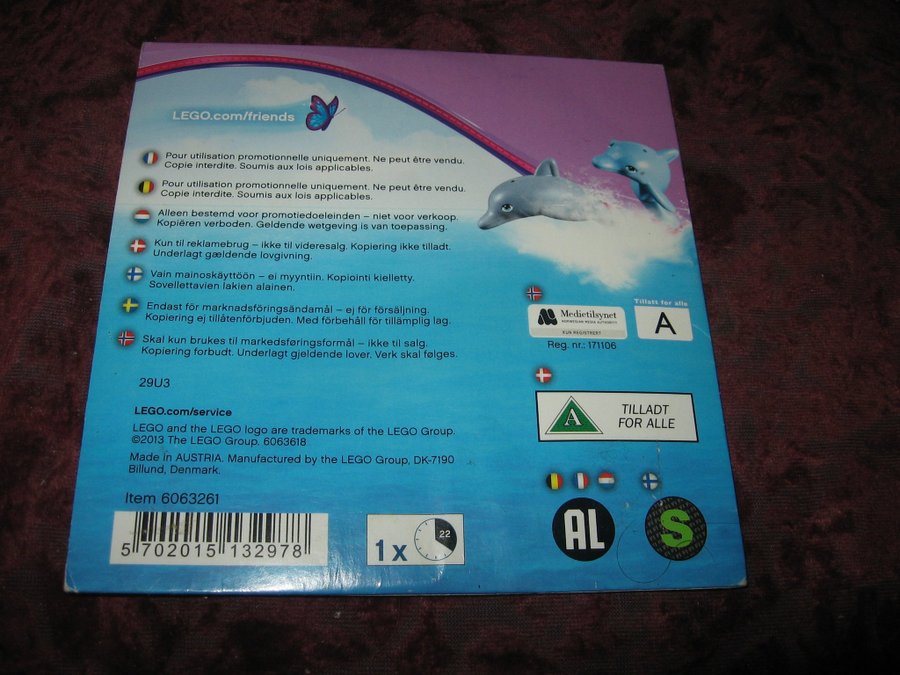 LEGO.com/friends
Pour utilisation promotionnelle uniquement. Ne peut être vendu.
Copie interdite. Soumis aux lois applicables.
Pour utilisation promotionnelle uniquement. Ne peut être vendu.
Copie interdite. Soumis aux lois applicables.
Alleen bestemd voor promotiedoeleinden – niet voor verkoop.
Kopiëren verboden. Geldende wetgeving is van toepassing.
Kun til reklamebrug – ikke til videresalg. Kopiering ikke tilladt.
Underlagt gældende lovgivning.
Vain mainoskäyttöön – ei myyntiin. Kopiointi kielletty.
Sovellettavien lakien alainen.
Endast för marknadsföringsändamål – ej för försäljning.
Kopiering ej tillåtenförbjuden. Med förbehåll för tillämplig lag.
Skal kun brukes til markedsføringsformål – ikke til salg.
Kopiering forbudt. Underlagt gjeldende lover. Verk skal følges.
29U3
LEGO.com/service
LEGO and the LEGO logo are trademarks of the LEGO Group.
©2013 The LEGO Group. 6063618
Made in AUSTRIA. Manufactured by the LEGO Group, DK-7190
Billund, Denmark.
Item 6063261
5 702015 132978
1 x
22
Medietilsynet
NORWEGIAN MEDIA AUTHORITY
KUN REGISTRERT
Reg. nr.: 171106
Tillatt for alle
A
A
TILLADT
FOR ALLE
AL
S